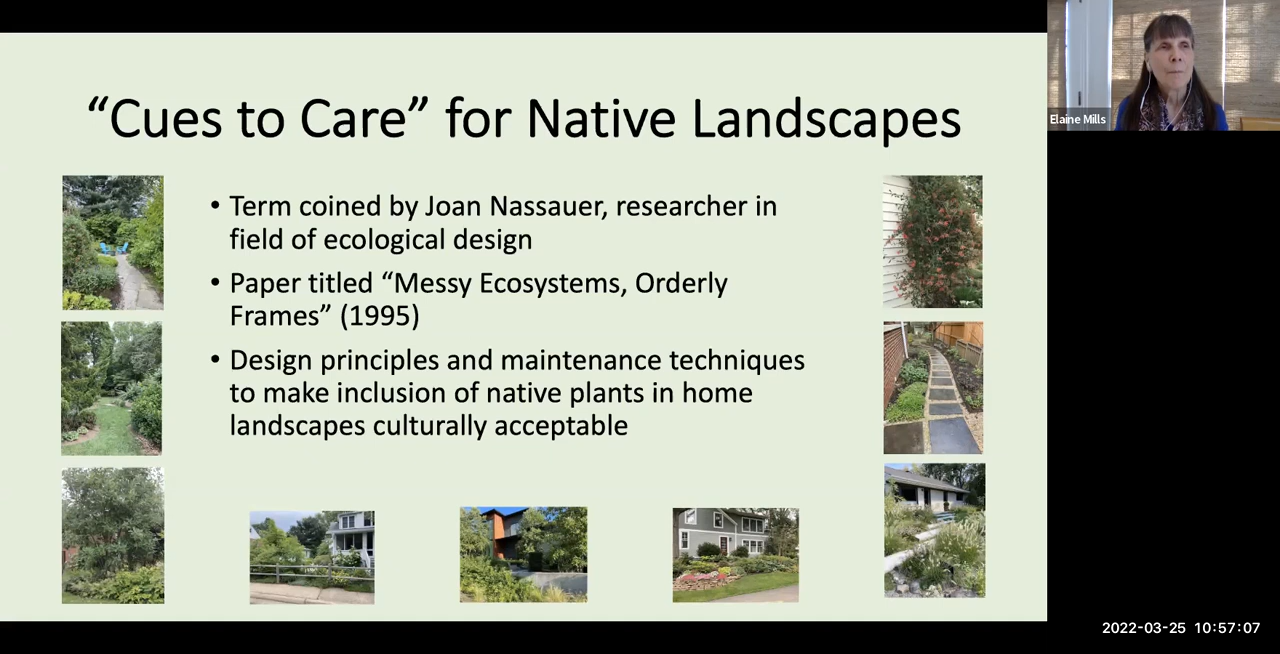 “Cues to Care” for Native Landscapes
• Term coined by Joan Nassauer, researcher in
field of ecological design
• Paper titled “Messy Ecosystems, Orderly
Frames” (1995)
• Design principles and maintenance techniques
to make inclusion of native plants in home
landscapes culturally acceptable
Elaine Mills
2022-03-25 10:57:07